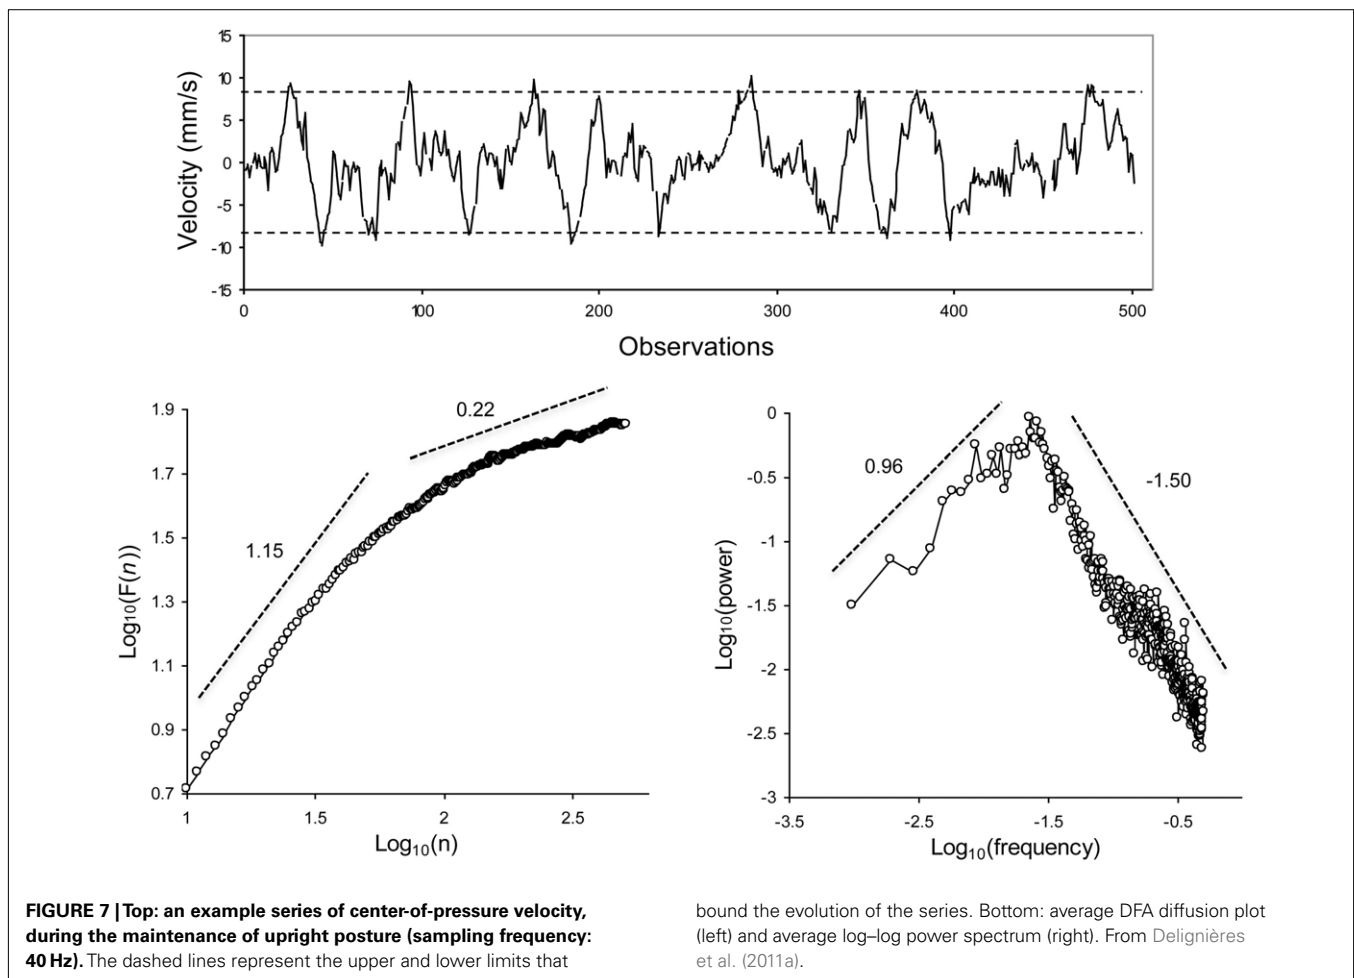 15
10
5
0
-5
-10
-15
Velocity (mm/s)
0 100 200 300 400 500
Observations
1.9
1.7
1.5
1.3
1.1
0.9
0.7
Log10(F(n))
1.15
0.22
1 1.5 2 2.5
Log10(n)
0
-0.5
-1
-1.5
-2
-2.5
-3
Log10(power)
0.96
-1.50
-3.5 -2.5 -1.5 -0.5
Log10(frequency)
FIGURE 7 | Top: an example series of center-of-pressure velocity,
during the maintenance of upright posture (sampling frequency:
40 Hz). The dashed lines represent the upper and lower limits that
bound the evolution of the series. Bottom: average DFA diffusion plot
(left) and average log–log power spectrum (right). From Delignières
et al. (2011a).